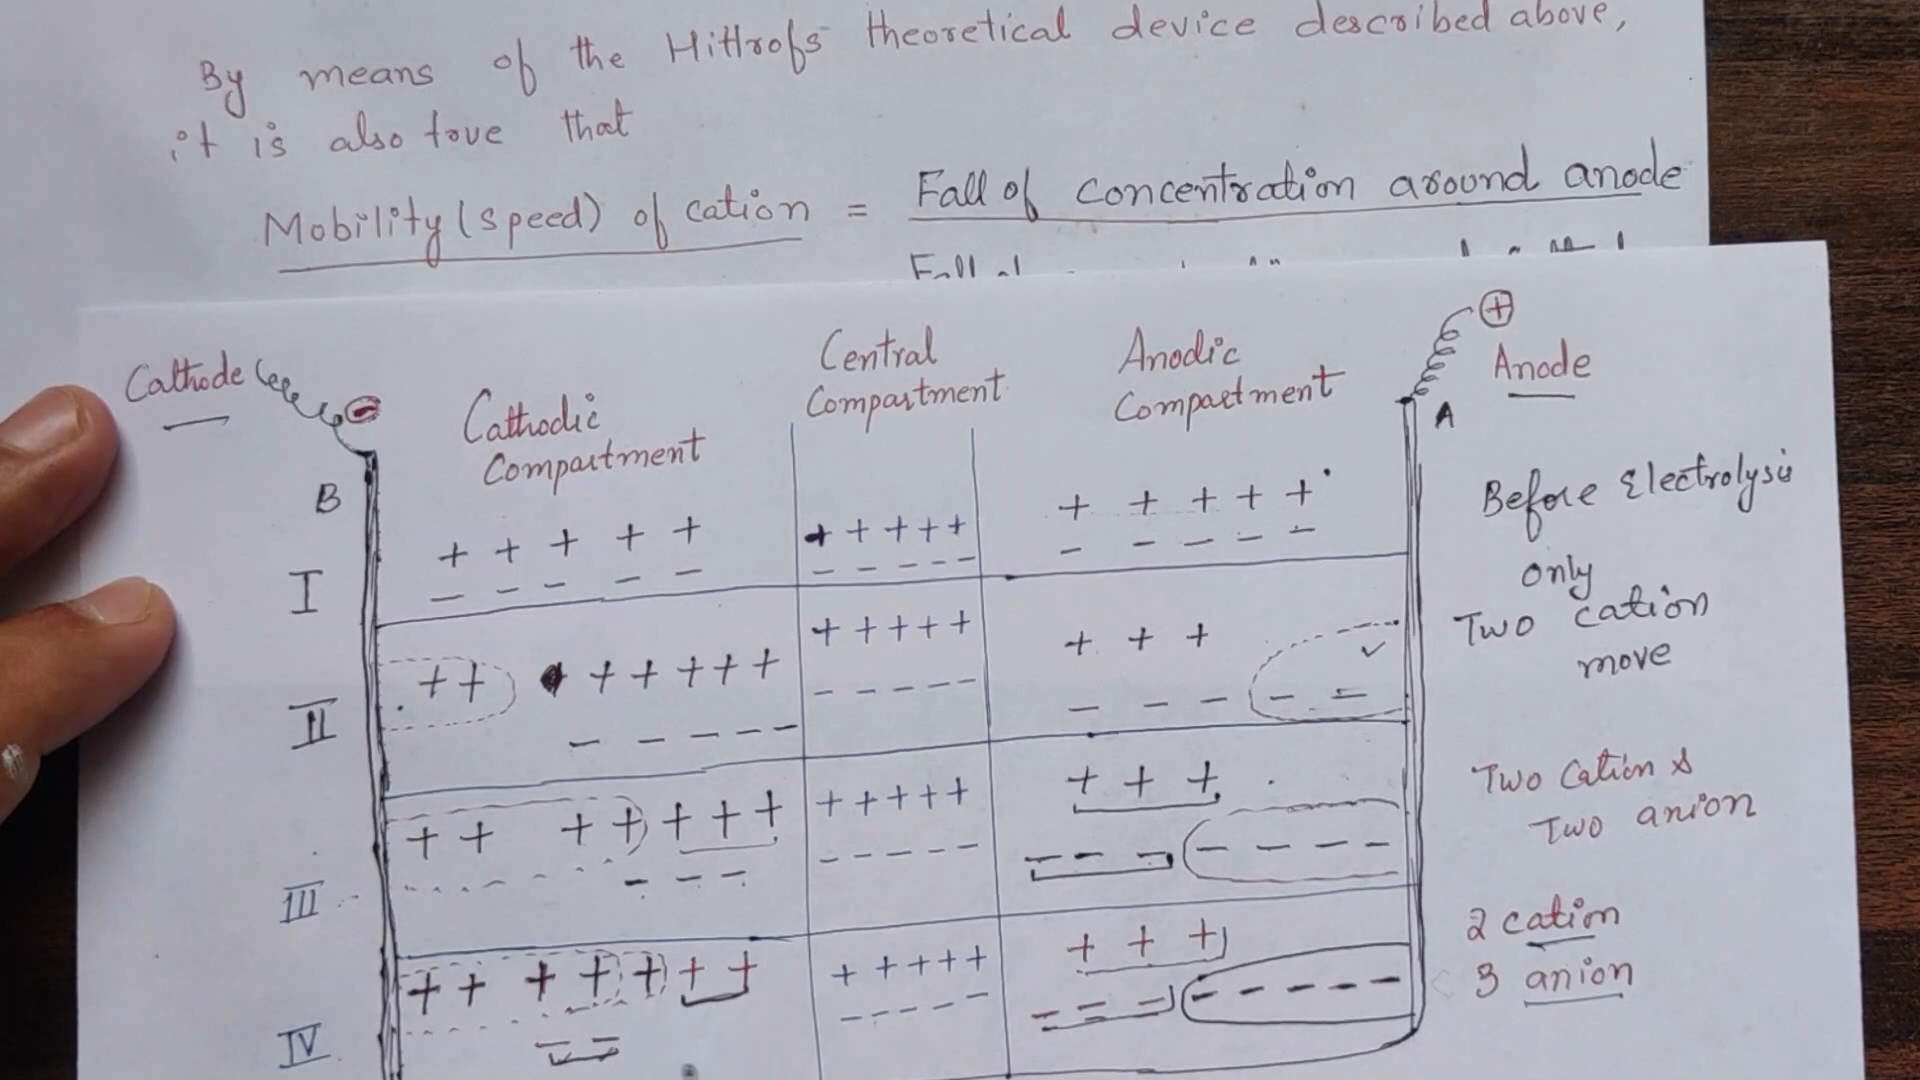 By means of the Hittrofs theoretical device described above,
it is also tove that
Mobility (speed) of cation = Fall of concentration around anode
Cathode
Cathodic
Compartment
Central
Compartment
Anodic
Compaetment
+
Anode
A
B
I
+ + + + +
- - - - -
+ + + + +
- - - - -
+ + + + +
- - - - -
Before Electrolysis
II
+ + + + + + +
- - - - -
+ + + + +
- - - - -
+ + +
- - - - -
only
Two cation
move
III
+ + + + + + +
- - -
+ + + + +
- - - - -
+ + +
- - - - - - -
Two Cation &
Two anion
IV
+ + + + + + +
- -
+ + + + +
- - - - -
+ + +
- - - - - - - -
2 cation
3 anion